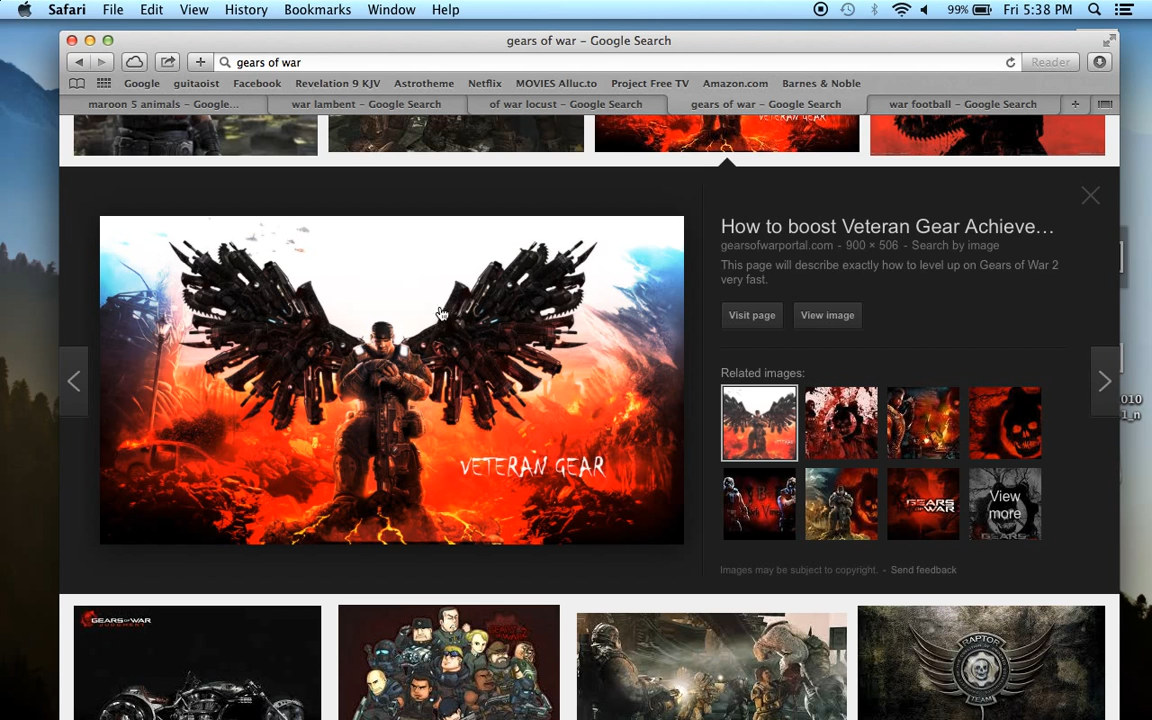 Safari File Edit View History Bookmarks Window Help 99% Fri 5:38 PM
gears of war – Google Search
gears of war Reader
Google guitaoist Facebook Revelation 9 KJV Astrotheme Netflix MOVIES Alluc.to Project Free TV Amazon.com Barnes & Noble
maroon 5 animals – Google... war lambent – Google Search of war locust – Google Search gears of war – Google Search war football – Google Search
VETERAN GEAR
How to boost Veteran Gear Achieve...
gearsofwarportal.com - 900 × 506 - Search by image
This page will describe exactly how to level up on Gears of War 2
very fast.
Visit page View image
Related images:
VETERAN GEAR
GEARS
OF WAR
View
more
GEARS
Images may be subject to copyright. - Send feedback
010
1_n
GEARS OF WAR
JUDGMENT
RAPTOR
TEAM